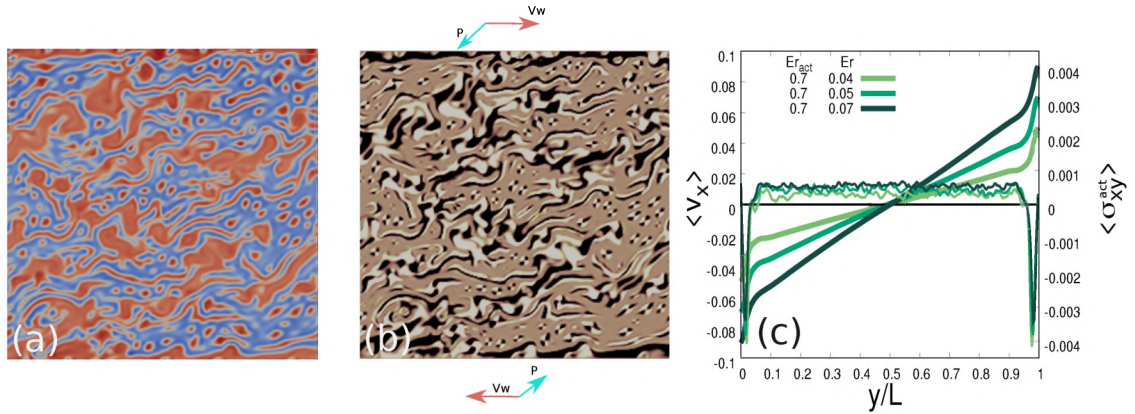 Vw
P
(a)
(b)
P
Vw
Er_act Er
0.7 0.04
0.7 0.05
0.7 0.07
0.1
0.08
0.06
0.04
0.02
0
-0.02
-0.04
-0.06
-0.08
-0.1
<v_x>
0.004
0.003
0.002
0.001
0
-0.001
-0.002
-0.003
-0.004
<σ_xy^act>
(c)
0 0.1 0.2 0.3 0.4 0.5 0.6 0.7 0.8 0.9 1
y/L